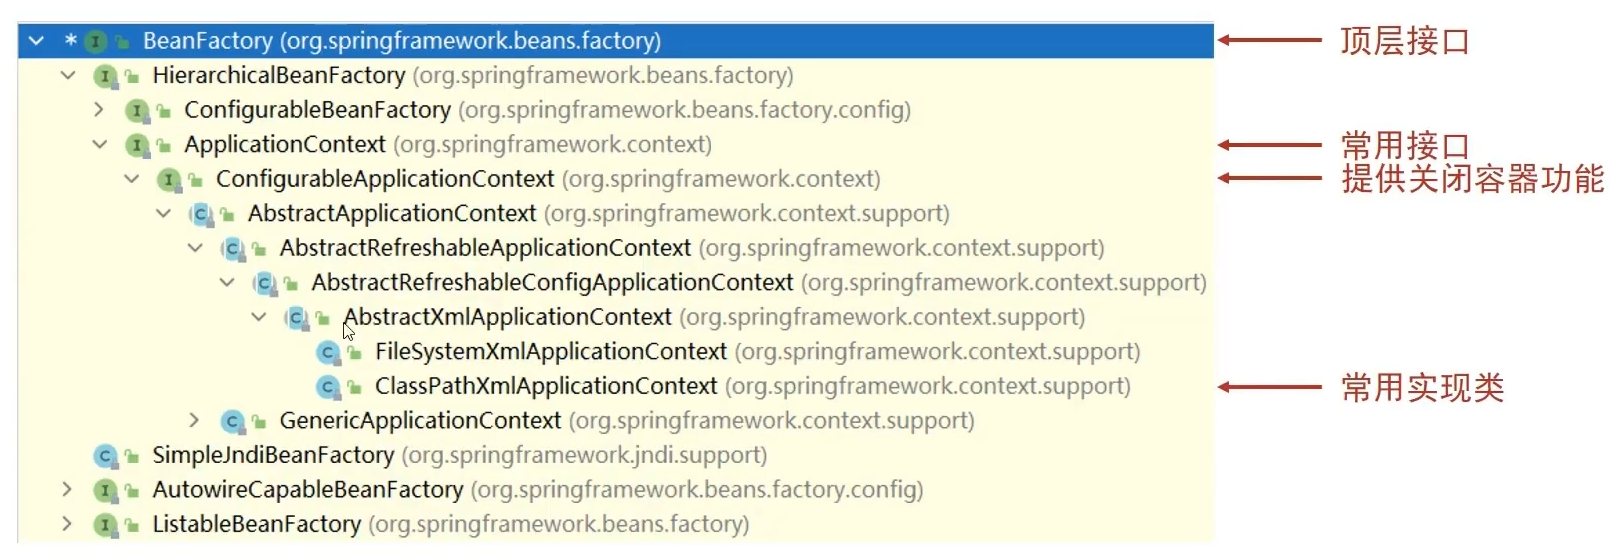 * BeanFactory (org.springframework.beans.factory) 顶层接口
HierarchicalBeanFactory (org.springframework.beans.factory)
ConfigurableBeanFactory (org.springframework.beans.factory.config)
ApplicationContext (org.springframework.context) 常用接口
ConfigurableApplicationContext (org.springframework.context) 提供关闭容器功能
AbstractApplicationContext (org.springframework.context.support)
AbstractRefreshableApplicationContext (org.springframework.context.support)
AbstractRefreshableConfigApplicationContext (org.springframework.context.support)
AbstractXmlApplicationContext (org.springframework.context.support)
FileSystemXmlApplicationContext (org.springframework.context.support)
ClassPathXmlApplicationContext (org.springframework.context.support) 常用实现类
GenericApplicationContext (org.springframework.context.support)
SimpleJndiBeanFactory (org.springframework.jndi.support)
AutowireCapableBeanFactory (org.springframework.beans.factory.config)
ListableBeanFactory (org.springframework.beans.factory)